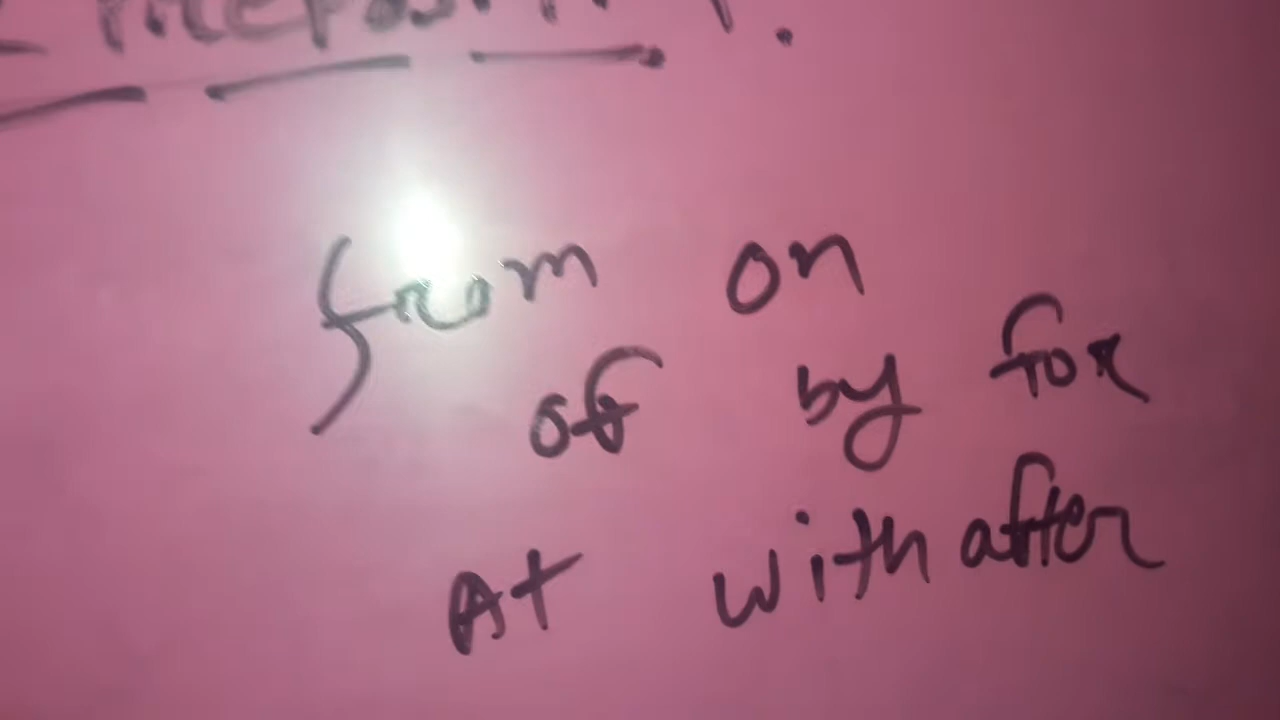 from on
of by for
At with after